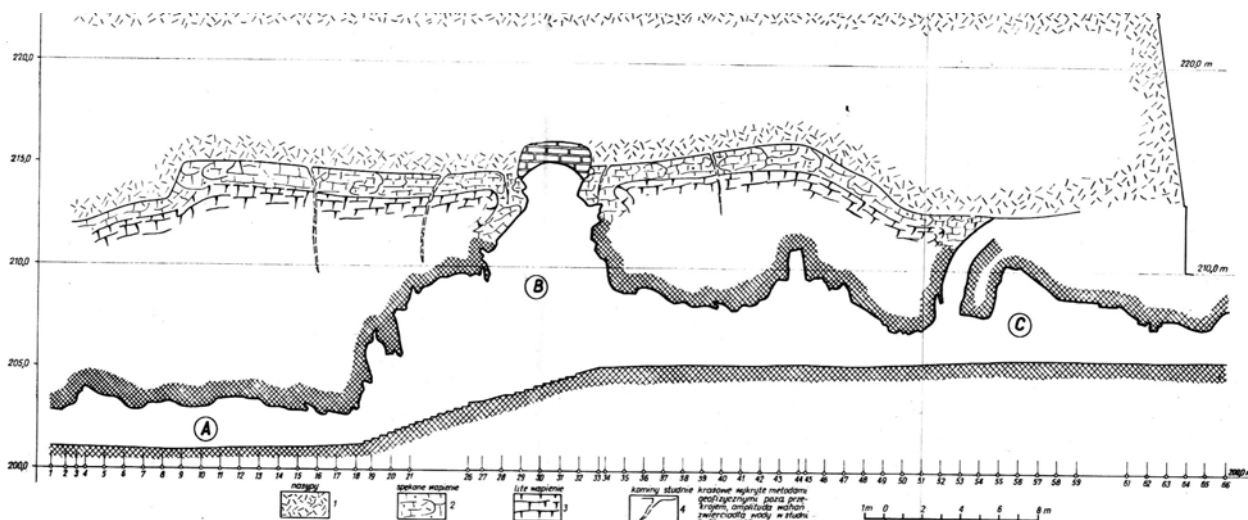 220,0
220,0 m
215,0
210,0
210,0 m
B
C
205,0
A
200,0
200,0
1 2 3 4 5 6 7 8 9 10 11 12 13 14 15 16 17 18 19 20 21 26 27 28 29 30 31 32 33 34 35 36 37 38 39 40 41 42 43 44 45 46 47 48 49 50 51 52 53 54 55 56 57 58 59 61 62 63 64 65 66
nasypy
1
spękane wapienie
2
lite wapienie
3
4
kominy studnie krasowe wykryte metodami
geofizycznymi poza prze-
krojem, amplituda wahań
zwierciadła wody w studni
1m 0 2 4 6 8 m